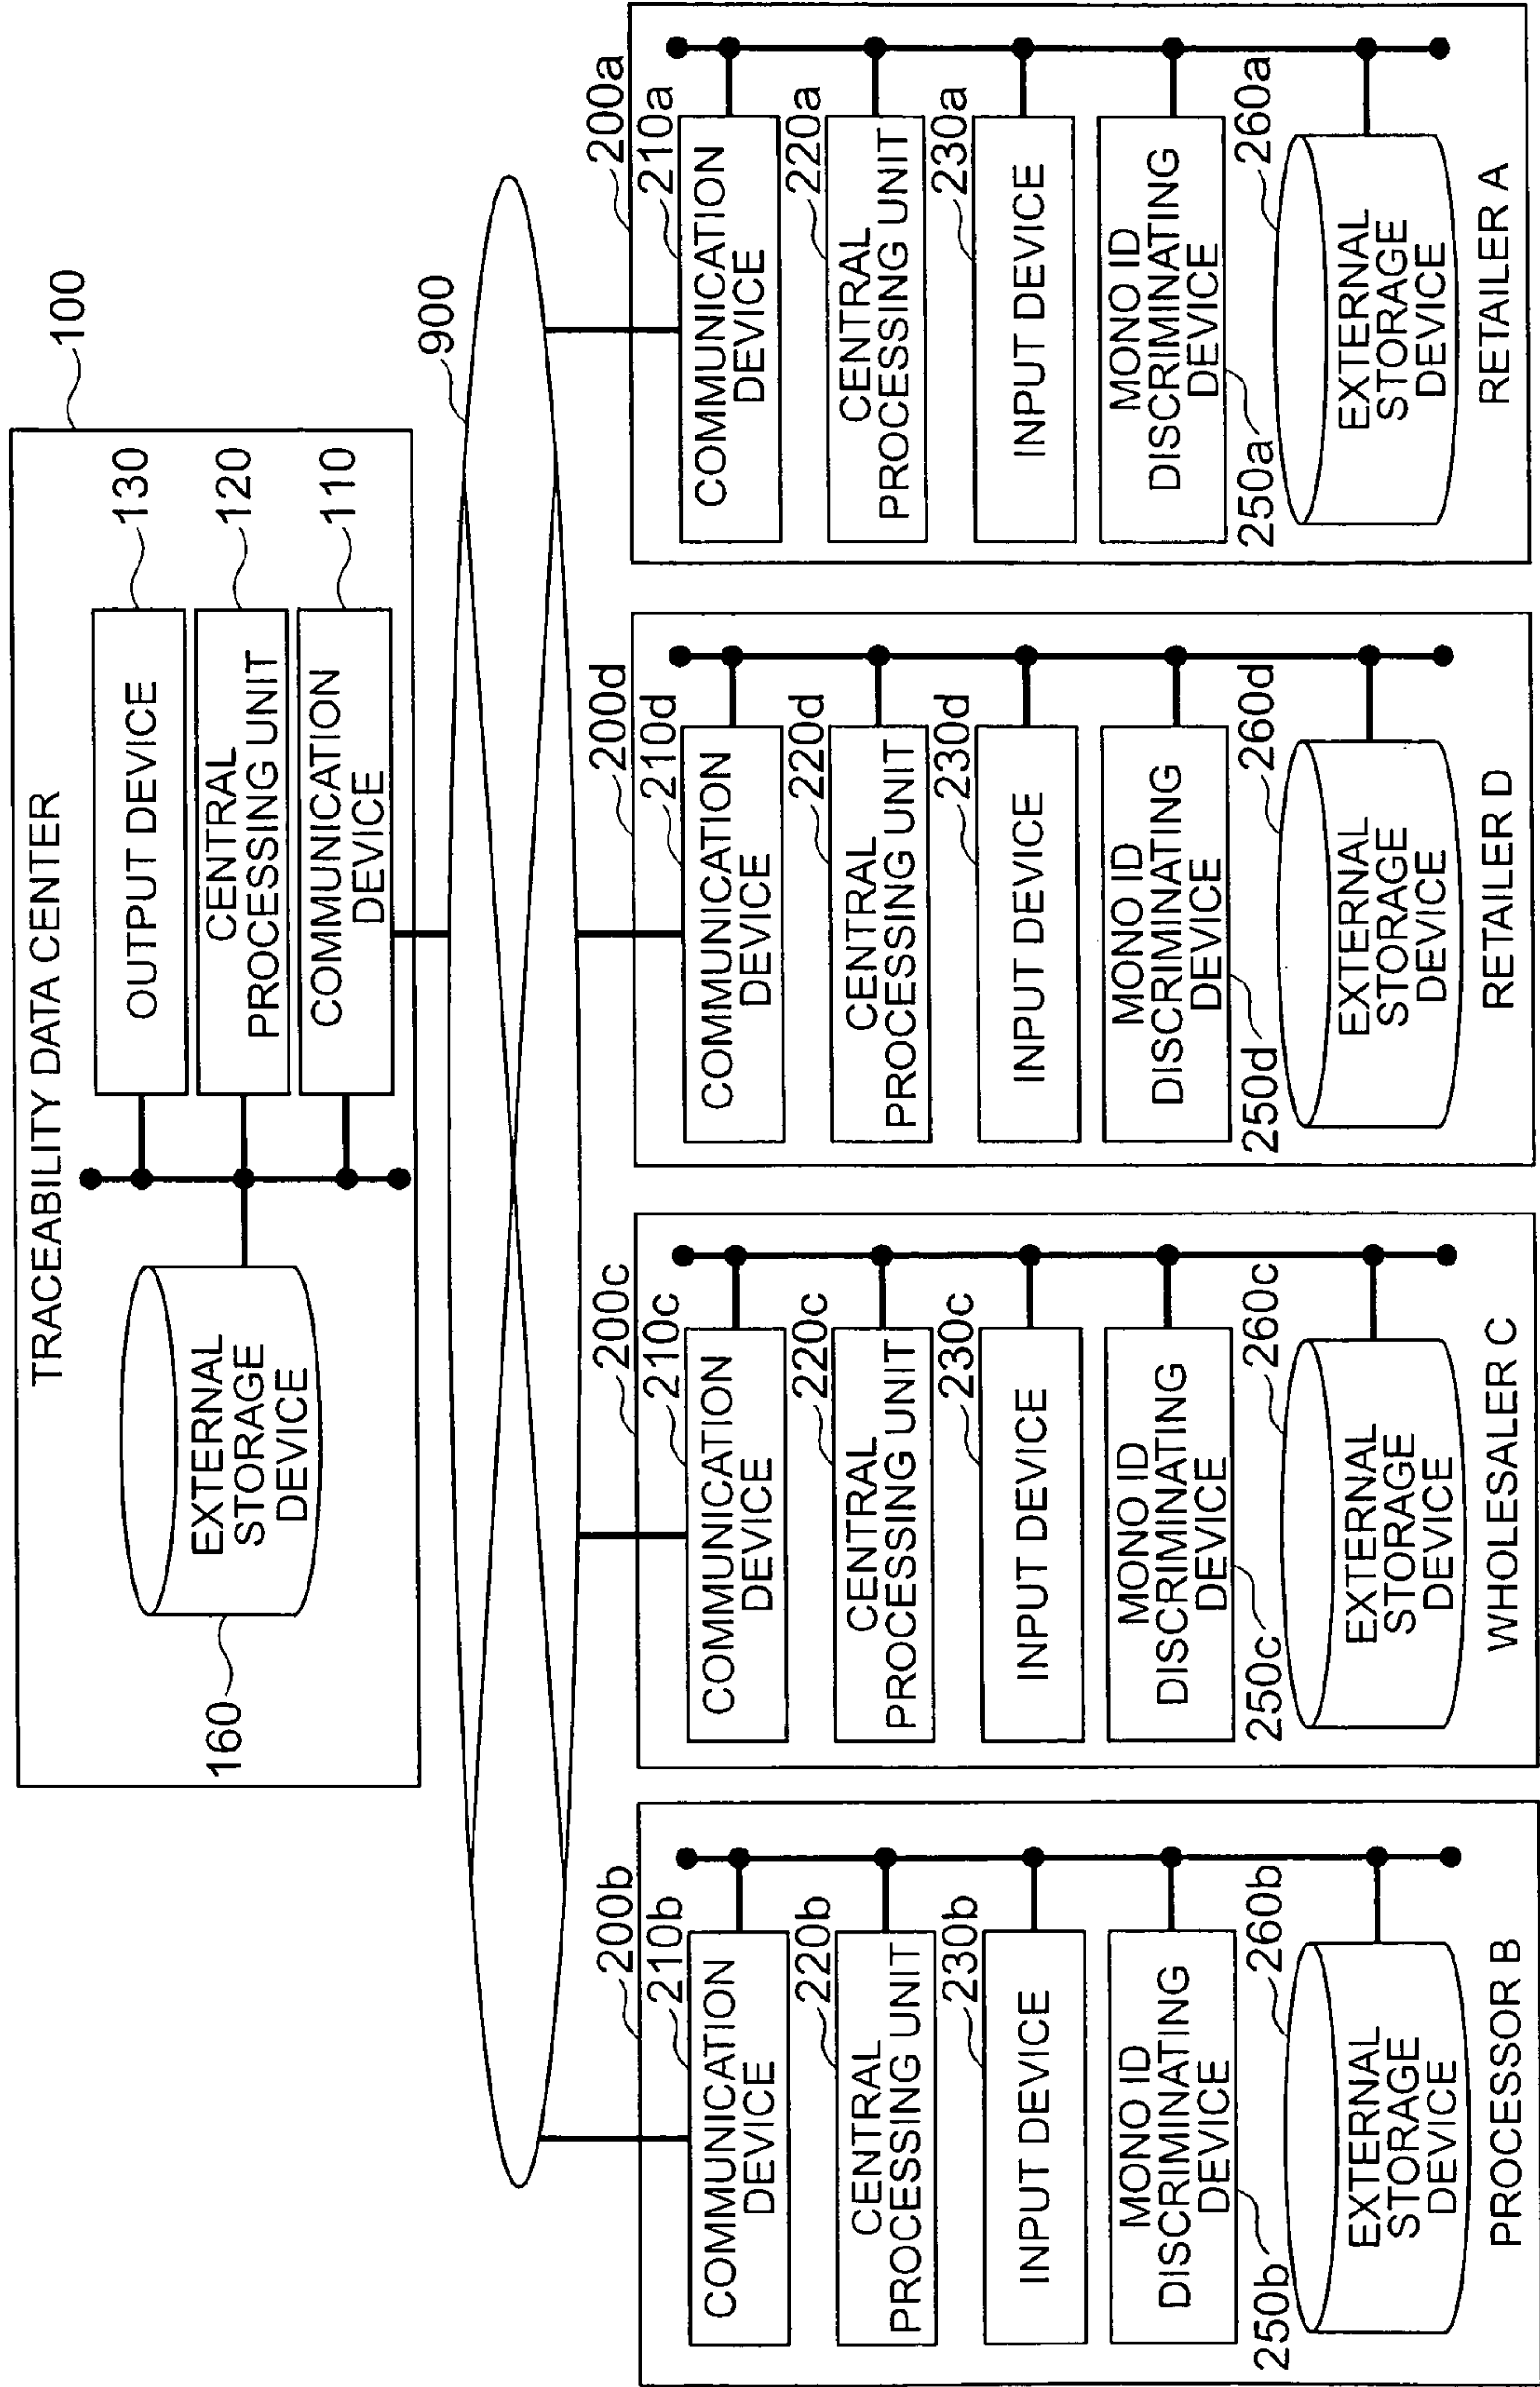 TRACEABILITY DATA CENTER
100
160
EXTERNAL
STORAGE
DEVICE
OUTPUT DEVICE
130
CENTRAL
PROCESSING UNIT
120
COMMUNICATION
DEVICE
110
900
200b
210b
COMMUNICATION
DEVICE
220b
CENTRAL
PROCESSING UNIT
230b
INPUT DEVICE
MONO ID
DISCRIMINATING
DEVICE
250b
260b
EXTERNAL
STORAGE
DEVICE
PROCESSOR B
200c
210c
COMMUNICATION
DEVICE
220c
CENTRAL
PROCESSING UNIT
230c
INPUT DEVICE
MONO ID
DISCRIMINATING
DEVICE
250c
260c
EXTERNAL
STORAGE
DEVICE
WHOLESALER C
200d
210d
COMMUNICATION
DEVICE
220d
CENTRAL
PROCESSING UNIT
230d
INPUT DEVICE
MONO ID
DISCRIMINATING
DEVICE
250d
260d
EXTERNAL
STORAGE
DEVICE
RETAILER D
200a
210a
COMMUNICATION
DEVICE
220a
CENTRAL
PROCESSING UNIT
230a
INPUT DEVICE
MONO ID
DISCRIMINATING
DEVICE
250a
260a
EXTERNAL
STORAGE
DEVICE
RETAILER A